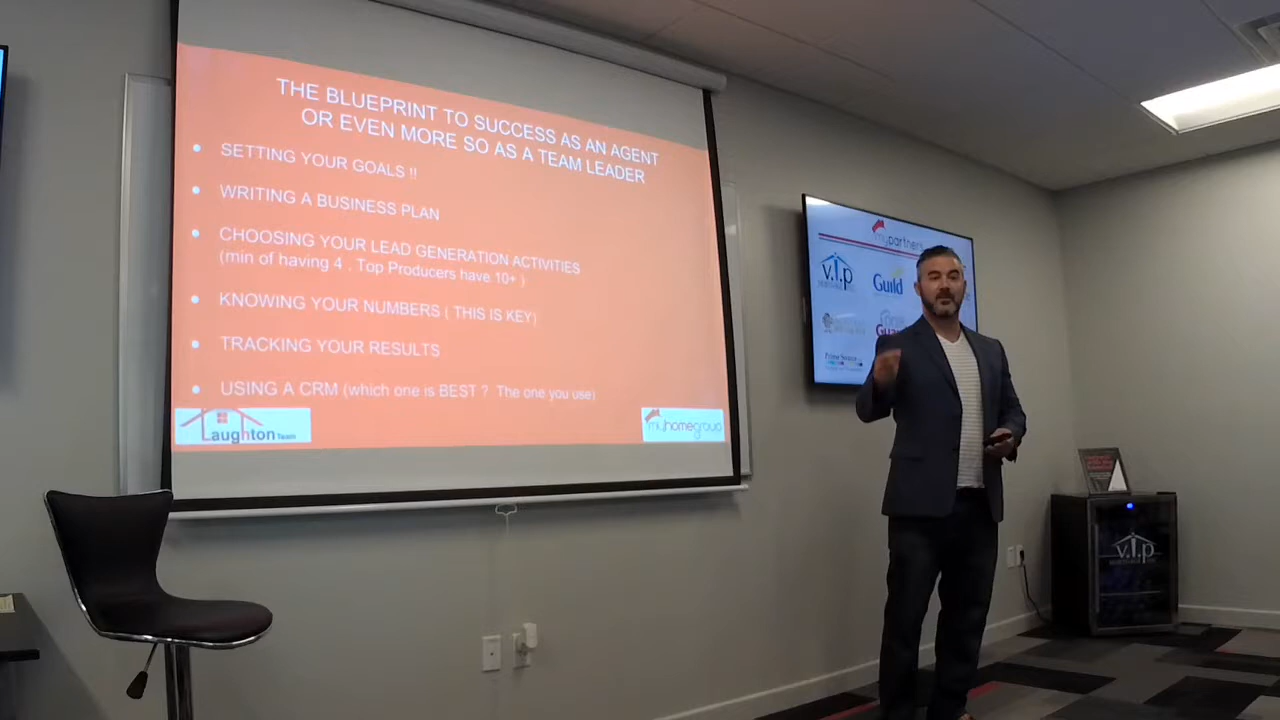 THE BLUEPRINT TO SUCCESS AS AN AGENT
OR EVEN MORE SO AS A TEAM LEADER
SETTING YOUR GOALS !!
WRITING A BUSINESS PLAN
CHOOSING YOUR LEAD GENERATION ACTIVITIES
(min of having 4 , Top Producers have 10+ )
KNOWING YOUR NUMBERS ( THIS IS KEY)
TRACKING YOUR RESULTS
USING A CRM (which one is BEST ? The one you use)
Laughton Team
myhomegroup
mypartners
v.i.p
Guild
v.i.p